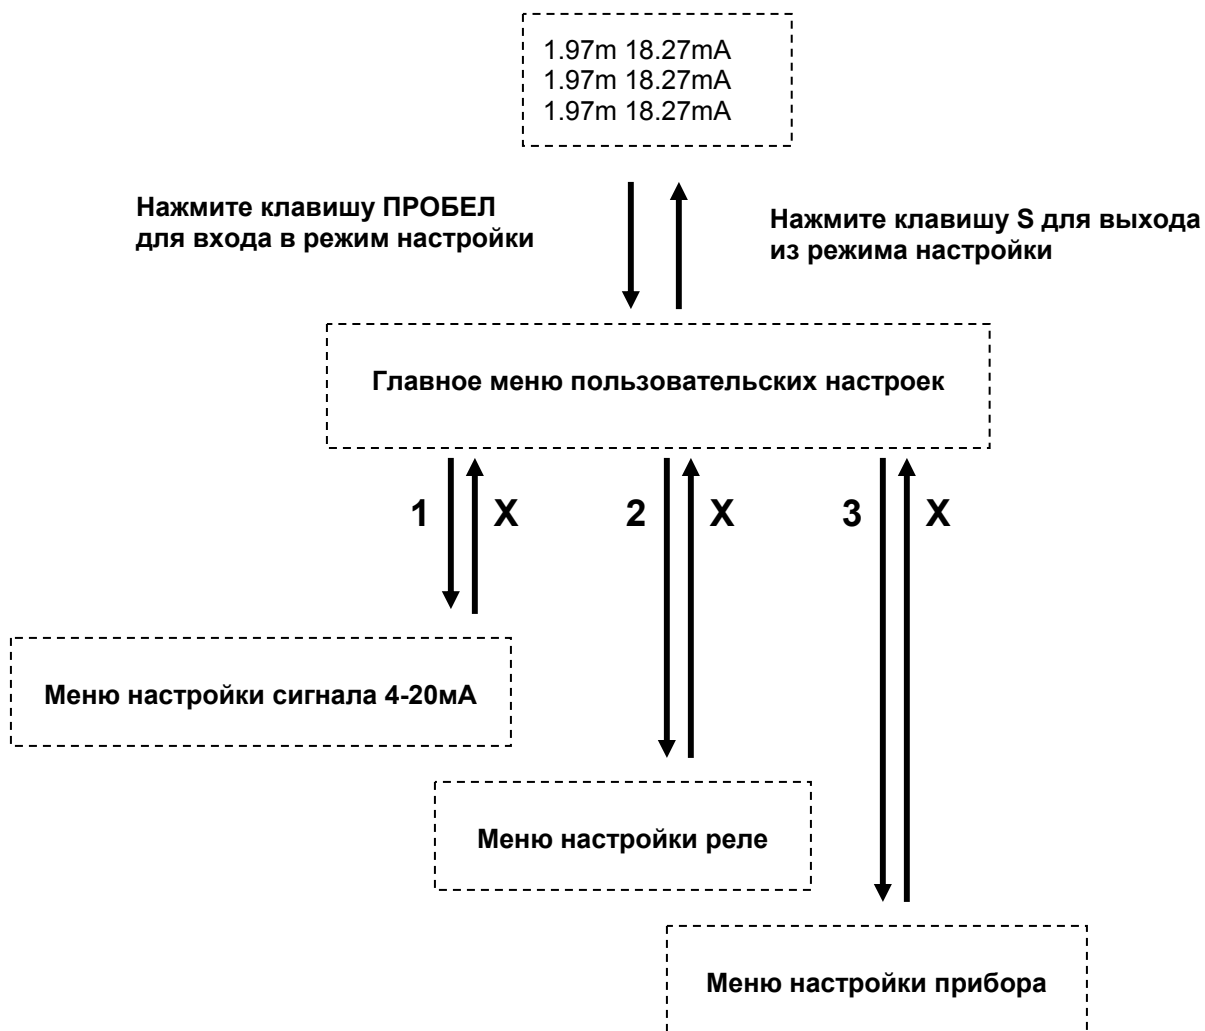 1.97m 18.27mA
1.97m 18.27mA
1.97m 18.27mA
Нажмите клавишу ПРОБЕЛ
для входа в режим настройки
Нажмите клавишу S для выхода
из режима настройки
Главное меню пользовательских настроек
1 X 2 X 3 X
Меню настройки сигнала 4-20мА
Меню настройки реле
Меню настройки прибора